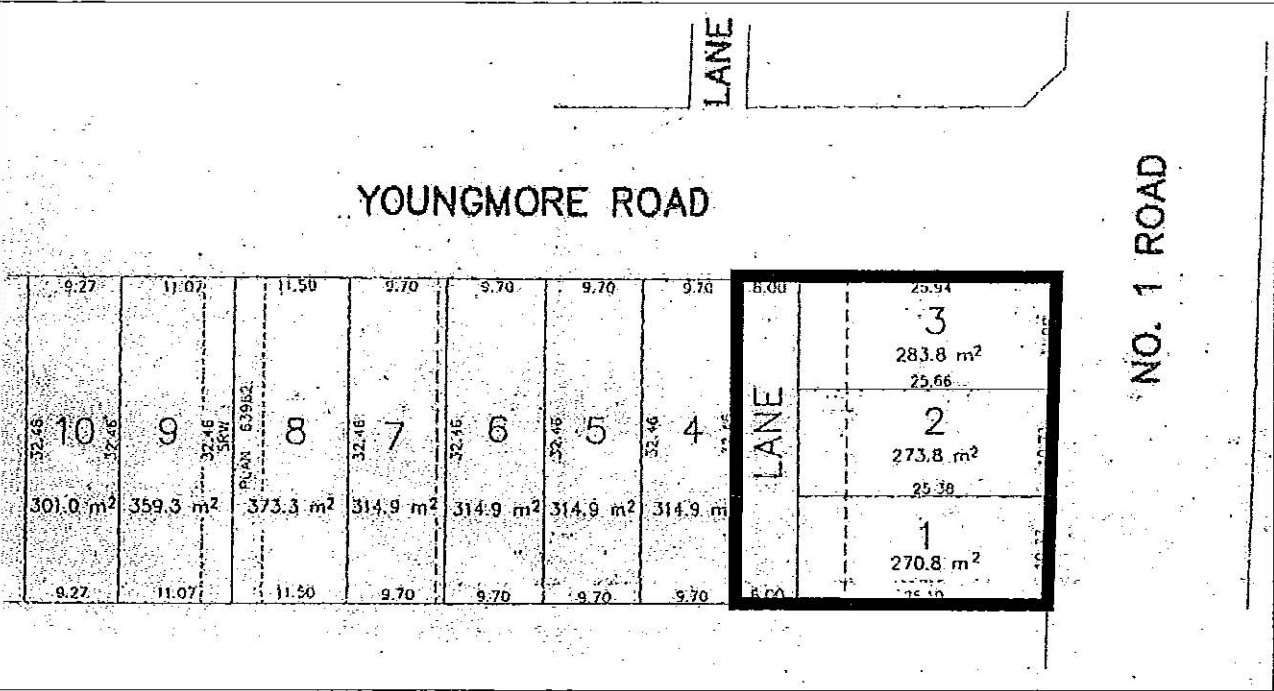 LANE
YOUNGMORE ROAD
NO. 1 ROAD
9.27 11.07 11.50 9.70 9.70 9.70 9.70 6.00 25.94
3
283.8 m²
25.66
32.46 10 32.46 9 32.46 SRW PLAN 63982 8 32.46 7 32.46 6 32.46 5 32.46 4 LANE 2
273.8 m²
25.38
301.0 m² 359.3 m² 373.3 m² 314.9 m² 314.9 m² 314.9 m² 314.9 m
1
270.8 m²
9.27 11.07 11.50 9.70 9.70 9.70 9.70 6.00